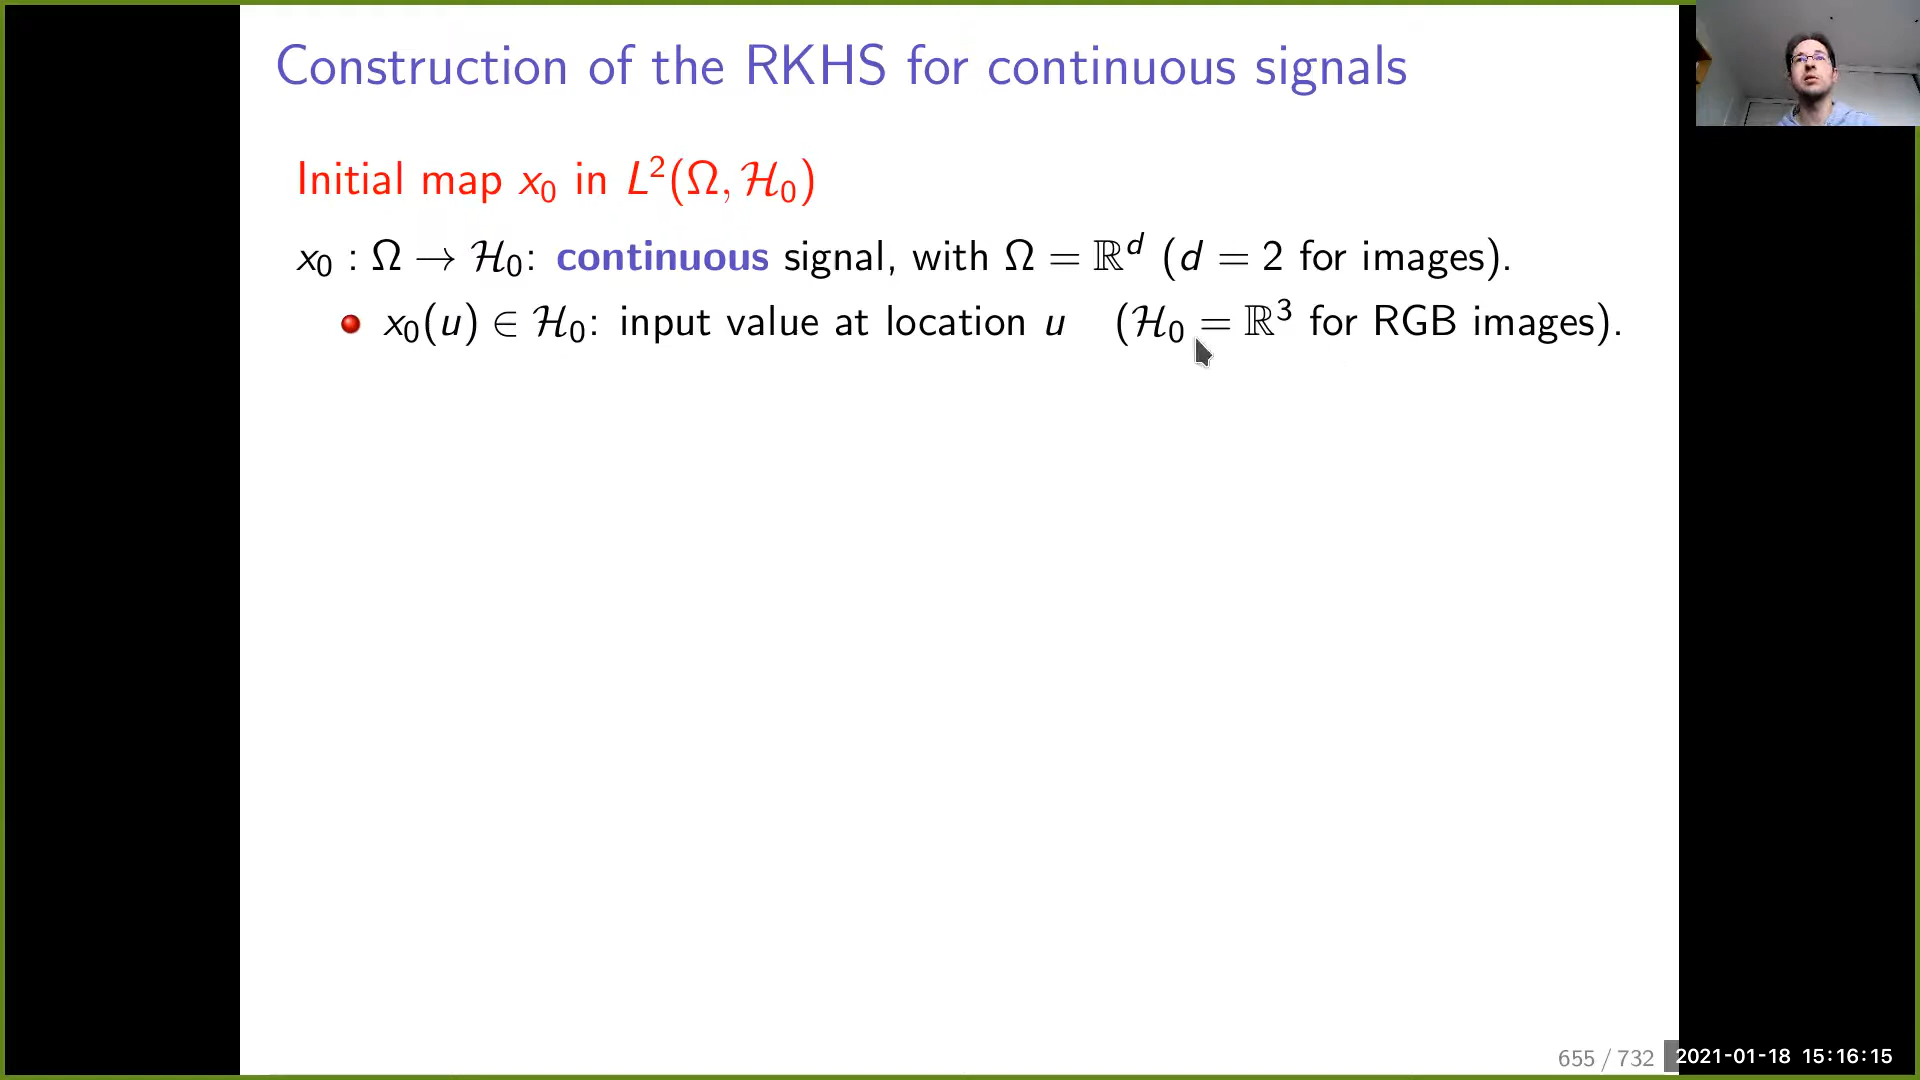 Construction of the RKHS for continuous signals
Initial map x₀ in L²(Ω, ℋ₀)
x₀ : Ω → ℋ₀: continuous signal, with Ω = ℝᵈ (d = 2 for images).
x₀(u) ∈ ℋ₀: input value at location u (ℋ₀ = ℝ³ for RGB images).
655 / 732
2021-01-18 15:16:15